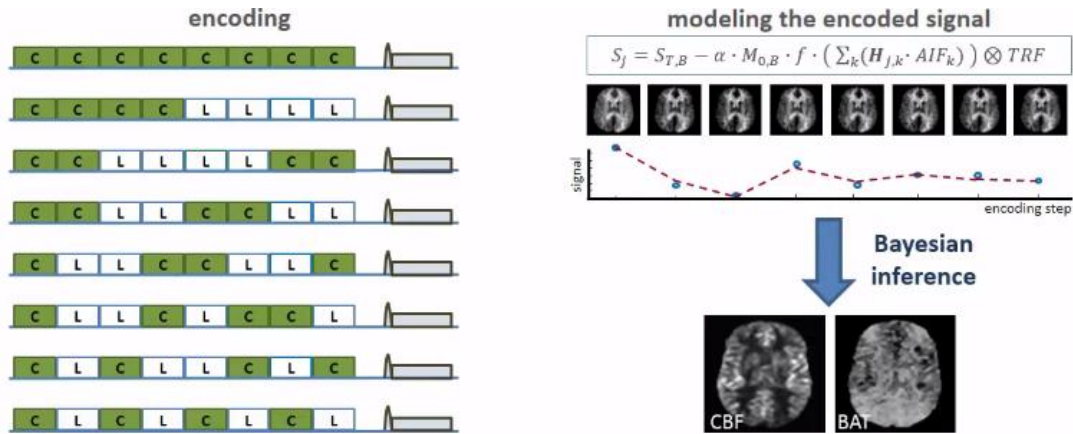 encoding
C C C C C C C C
C C C C L L L L
C C L L L L C C
C C L L C C L L
C L L C C L L C
C L L C L C C L
C L C L L C L C
C L C L C L C L
modeling the encoded signal
S_j = S_{T,B} − α · M_{0,B} · f · ( ∑_k(H_{j,k} · AIF_k) ) ⊗ TRF
signal
encoding step
Bayesian
inference
CBF
BAT